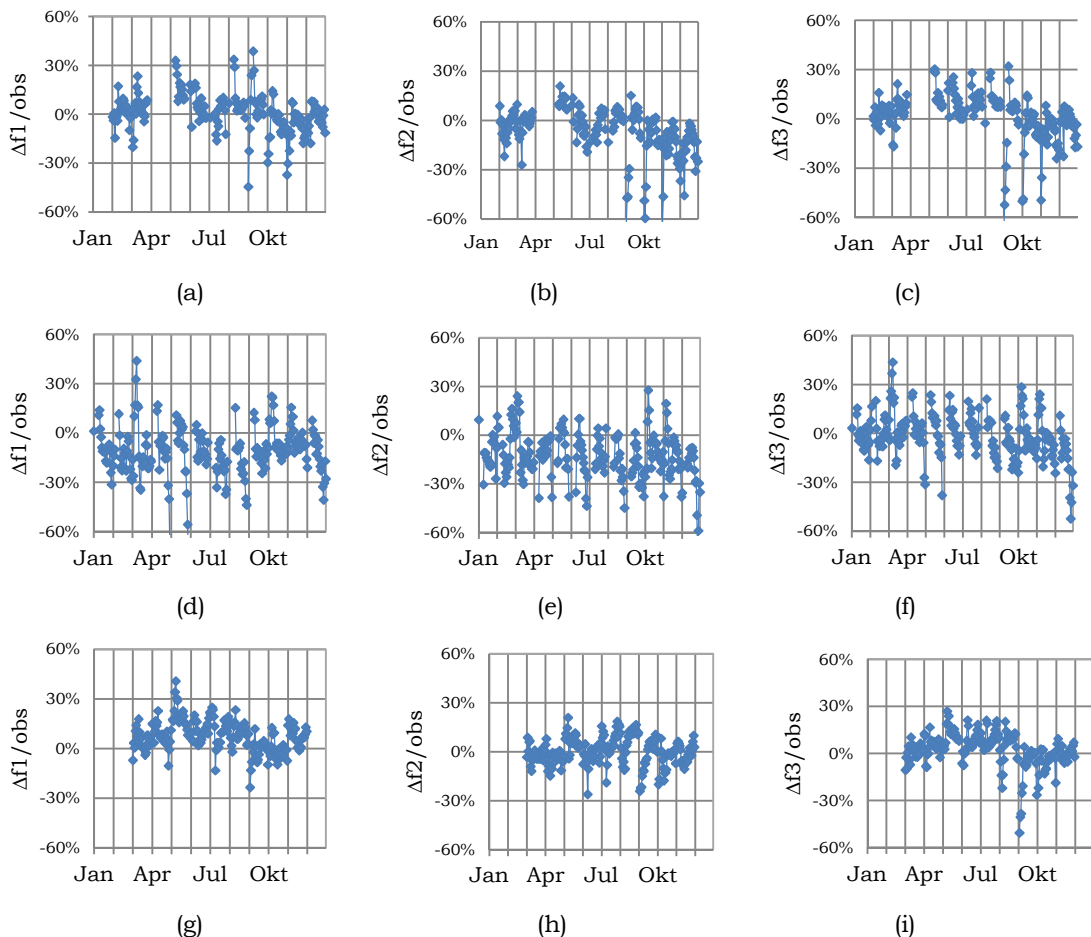 60%
30%
0%
-30%
-60%
Δf1/obs
Jan Apr Jul Okt
(a)
60%
30%
0%
-30%
-60%
Δf2/obs
Jan Apr Jul Okt
(b)
60%
30%
0%
-30%
-60%
Δf3/obs
Jan Apr Jul Okt
(c)
60%
30%
0%
-30%
-60%
Δf1/obs
Jan Apr Jul Okt
(d)
60%
30%
0%
-30%
-60%
Δf2/obs
Jan Apr Jul Okt
(e)
60%
30%
0%
-30%
-60%
Δf3/obs
Jan Apr Jul Okt
(f)
60%
30%
0%
-30%
-60%
Δf1/obs
Jan Apr Jul Okt
(g)
60%
30%
0%
-30%
-60%
Δf2/obs
Jan Apr Jul Okt
(h)
60%
30%
0%
-30%
-60%
Δf3/obs
Jan Apr Jul Okt
(i)